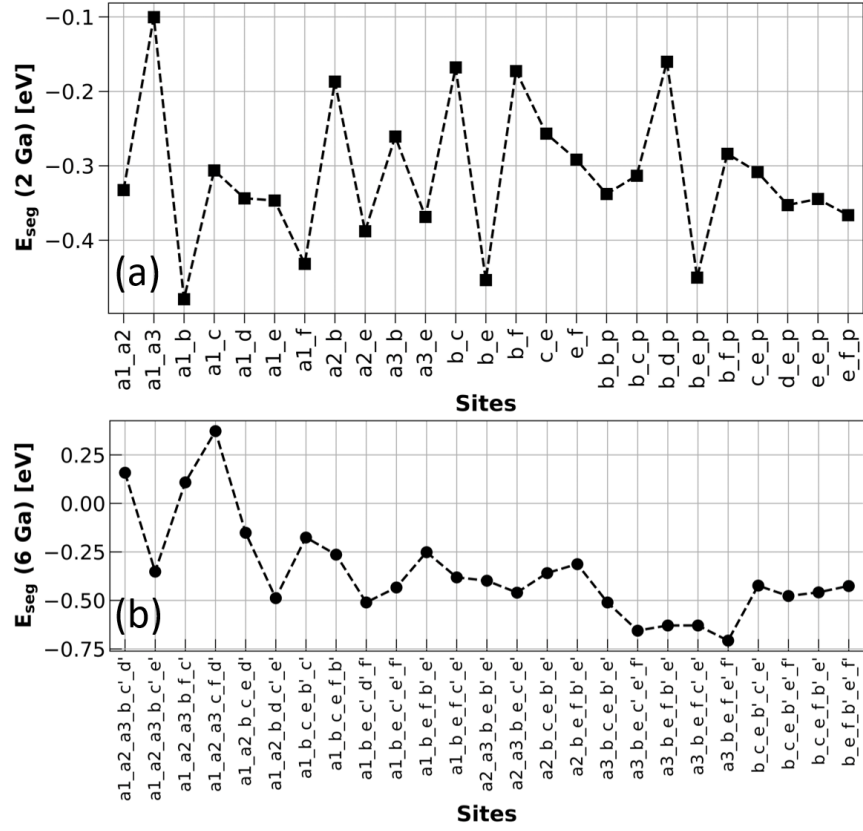 −0.1
−0.2
−0.3
−0.4
E_seg (2 Ga) [eV]
(a)
a1_a2
a1_a3
a1_b
a1_c
a1_d
a1_e
a1_f
a2_b
a2_e
a3_b
a3_e
b_c
b_e
b_f
c_e
e_f
b_b_p
b_c_p
b_d_p
b_e_p
b_f_p
c_e_p
d_e_p
e_e_p
e_f_p
Sites
0.25
0.00
−0.25
−0.50
−0.75
E_seg (6 Ga) [eV]
(b)
a1_a2_a3_b_c'_d'
a1_a2_a3_b_c'_e'
a1_a2_a3_b_f_c'
a1_a2_a3_c_f_d'
a1_a2_b_c_e_d'
a1_a2_b_d_c'_e'
a1_b_c_e_b'_c'
a1_b_c_e_f_b'
a1_b_e_c'_d'_f'
a1_b_e_c'_e'_f'
a1_b_e_f_b'_e'
a1_b_e_f_c'_e'
a2_a3_b_e_b'_e'
a2_a3_b_e_c'_e'
a2_b_c_e_b'_e'
a2_b_e_f_b'_e'
a3_b_c_e_b'_e'
a3_b_e_c'_e'_f'
a3_b_e_f_b'_e'
a3_b_e_f_c'_e'
a3_b_e_f_e'_f'
b_c_e_b'_c'_e'
b_c_e_b'_e'_f'
b_c_e_f_b'_e'
b_e_f_b'_e'_f'
Sites